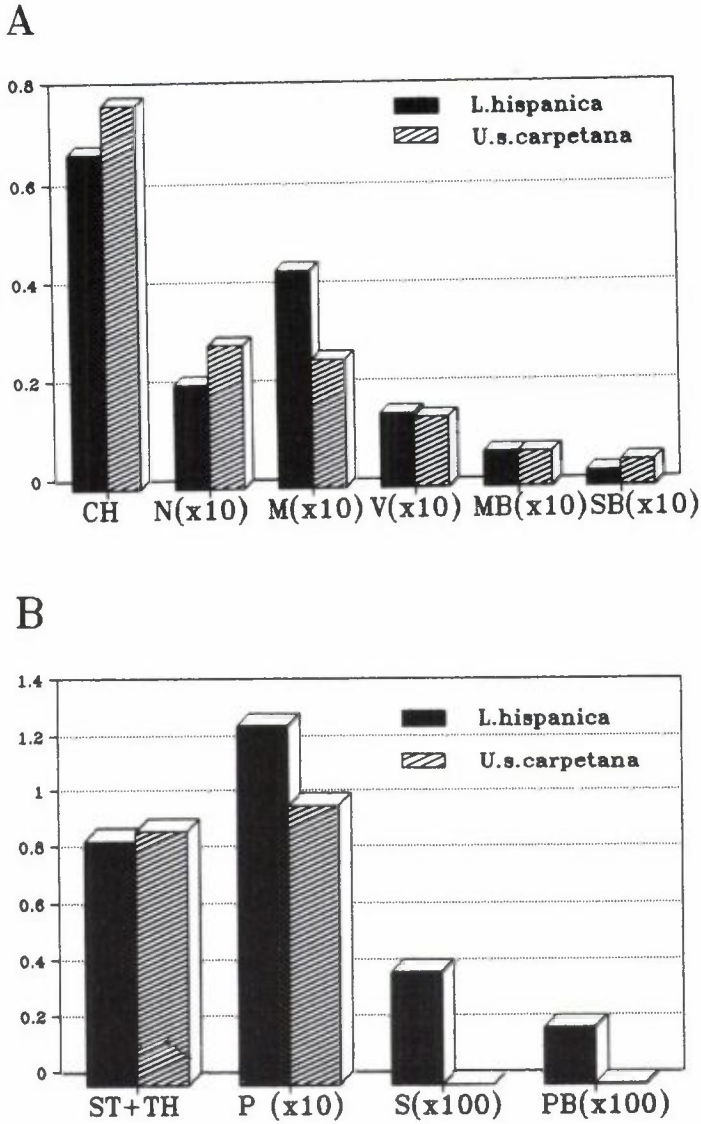 A
0.8
L.hispanica
U.s.carpetana
0.6
0.4
0.2
0
CH N(x10) M(x10) V(x10) MB(x10) SB(x10)
B
1.4
L.hispanica
1.2
U.s.carpetana
1
0.8
0.6
0.4
0.2
0
ST+TH P (x10) S(x100) PB(x100)